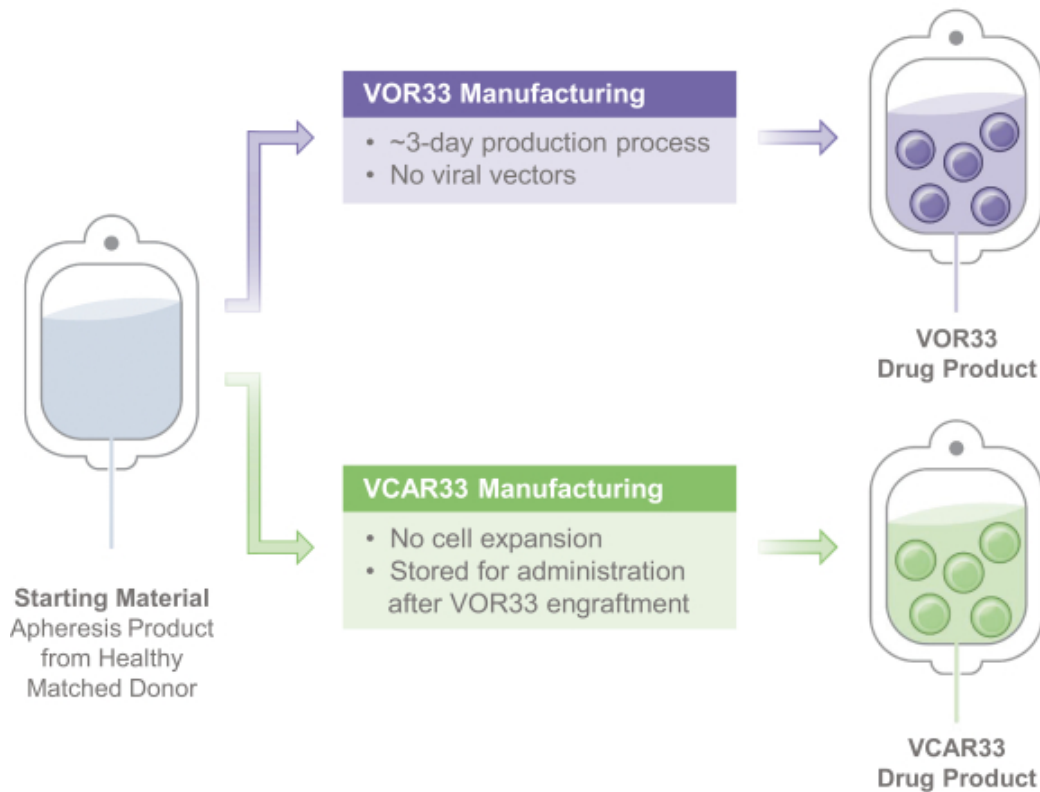 VOR33 Manufacturing
• ~3-day production process
• No viral vectors
VOR33
Drug Product
Starting Material
Apheresis Product
from Healthy
Matched Donor
VCAR33 Manufacturing
• No cell expansion
• Stored for administration
after VOR33 engraftment
VCAR33
Drug Product